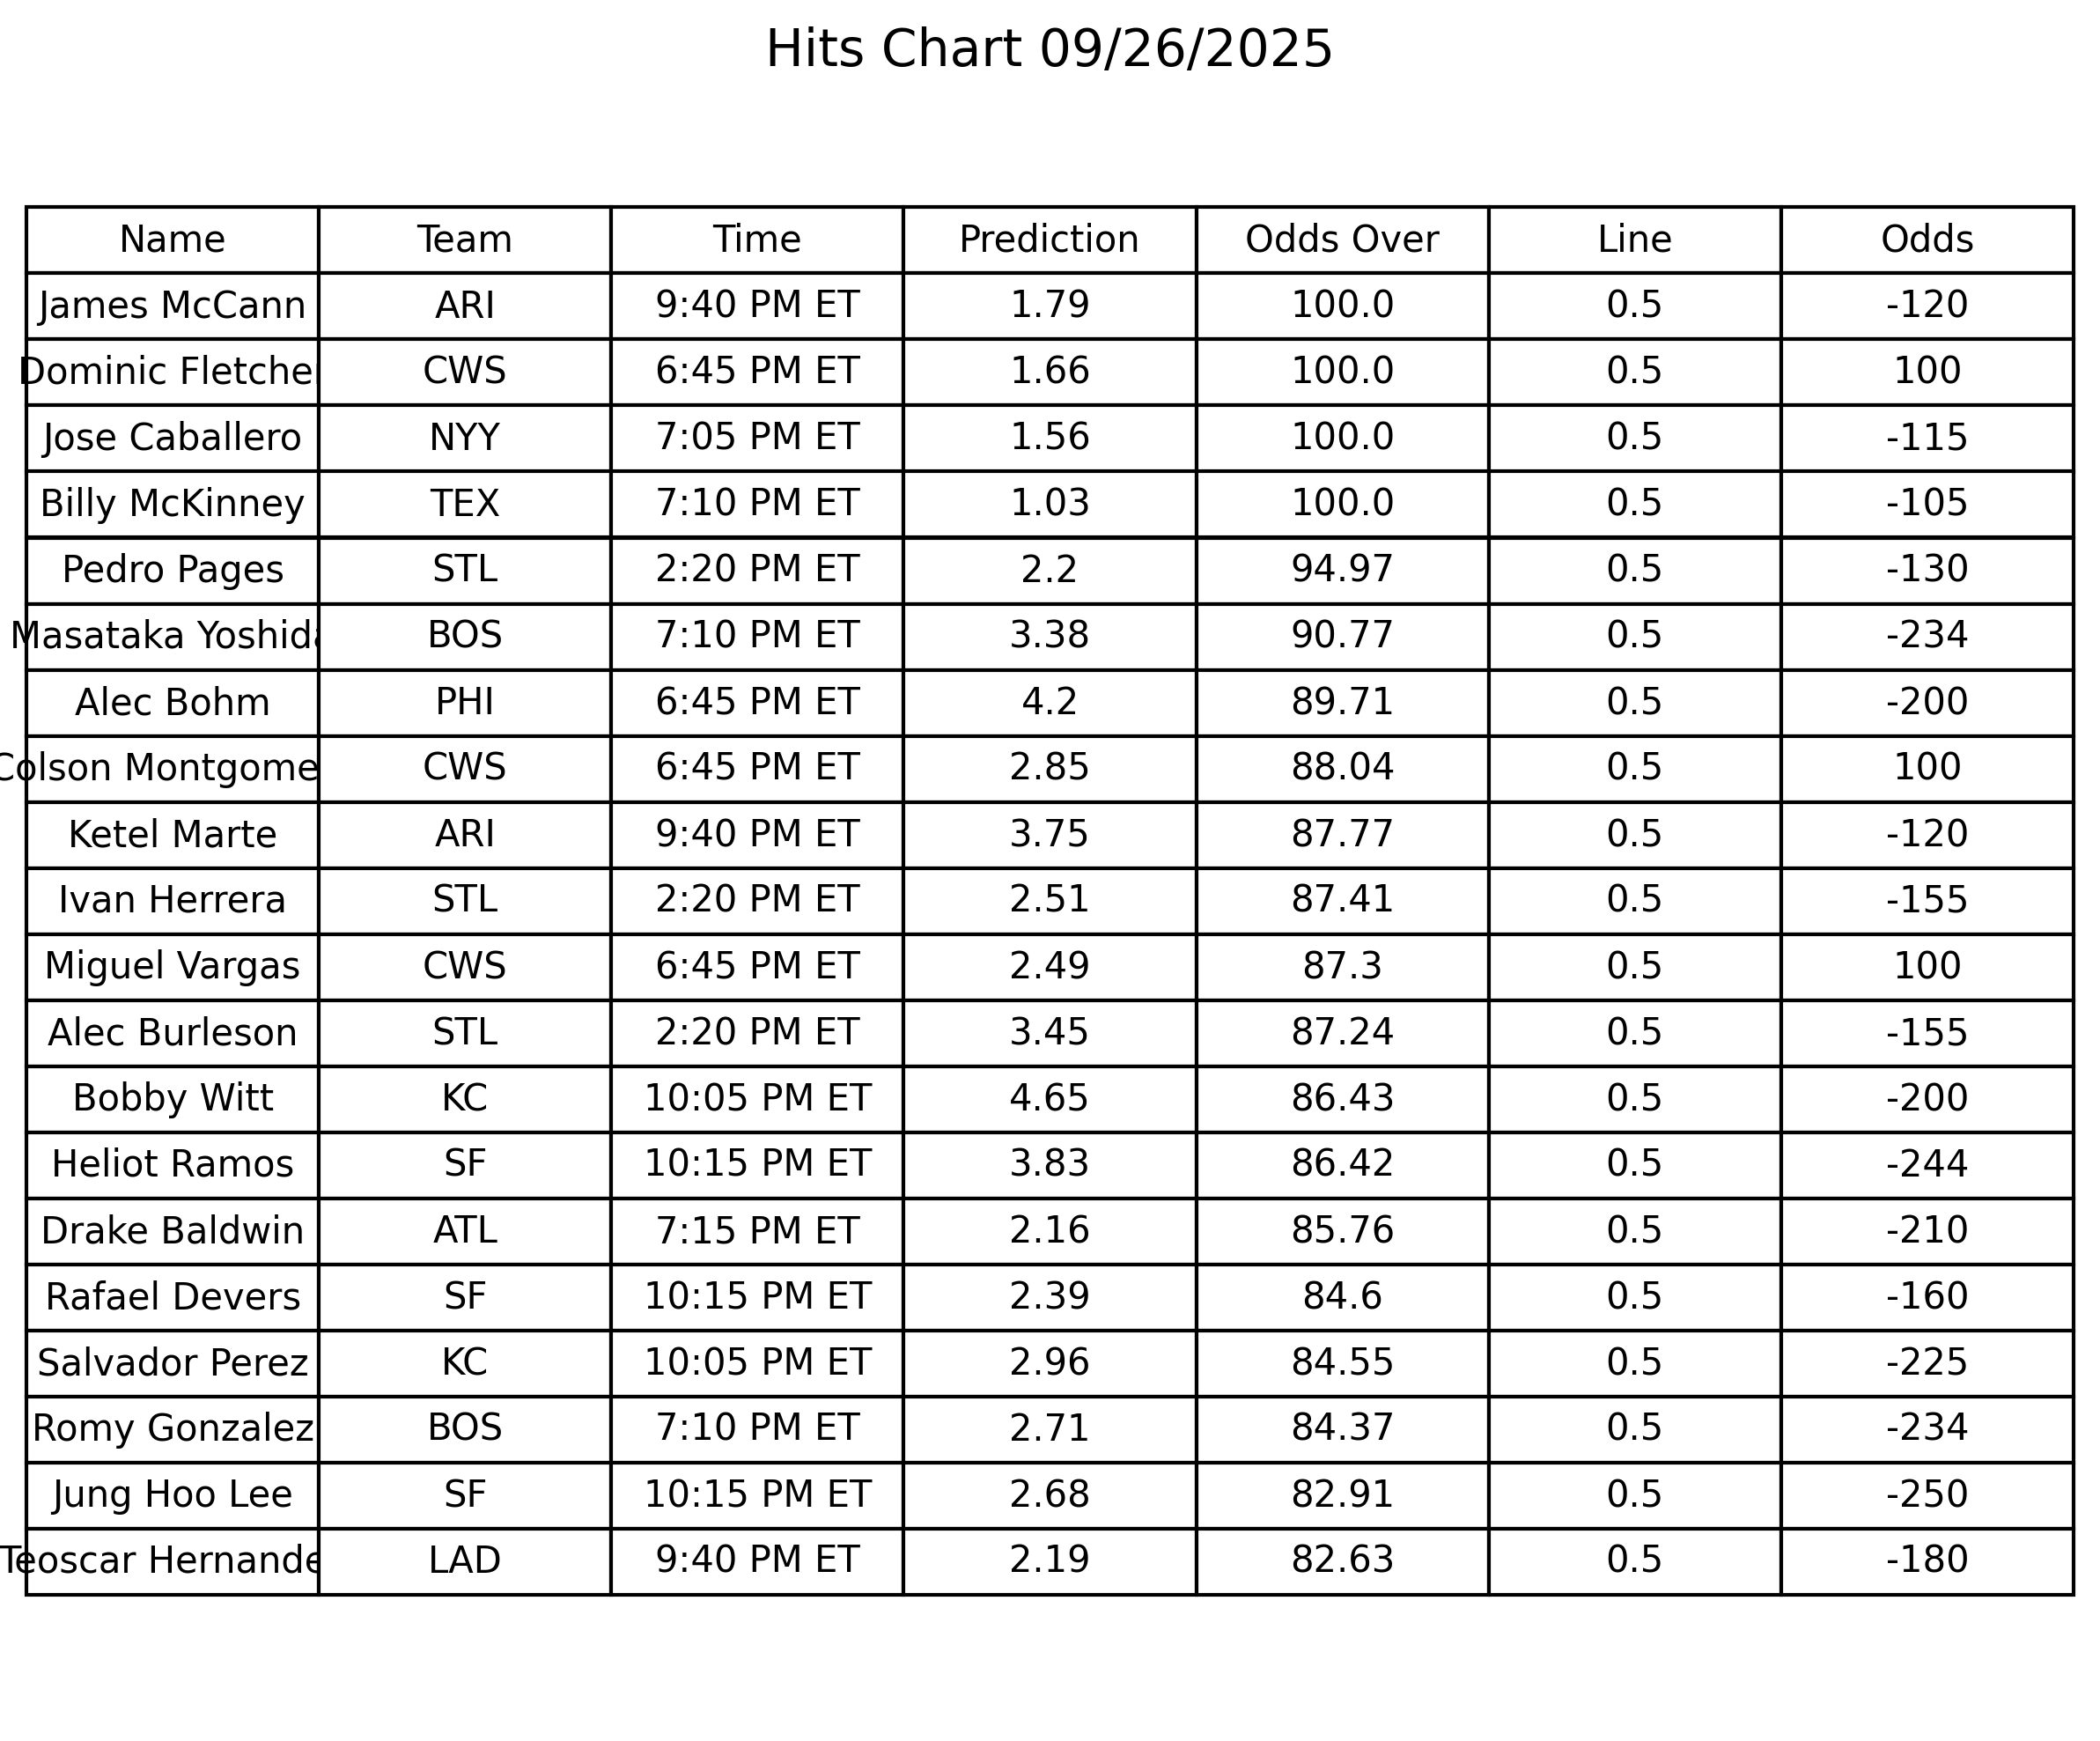 Hits Chart 09/26/2025
Name Team Time Prediction Odds Over Line Odds
James McCann ARI 9:40 PM ET 1.79 100.0 0.5 -120
Dominic Fletche CWS 6:45 PM ET 1.66 100.0 0.5 100
Jose Caballero NYY 7:05 PM ET 1.56 100.0 0.5 -115
Billy McKinney TEX 7:10 PM ET 1.03 100.0 0.5 -105
Pedro Pages STL 2:20 PM ET 2.2 94.97 0.5 -130
Masataka Yoshida BOS 7:10 PM ET 3.38 90.77 0.5 -234
Alec Bohm PHI 6:45 PM ET 4.2 89.71 0.5 -200
Colson Montgome CWS 6:45 PM ET 2.85 88.04 0.5 100
Ketel Marte ARI 9:40 PM ET 3.75 87.77 0.5 -120
Ivan Herrera STL 2:20 PM ET 2.51 87.41 0.5 -155
Miguel Vargas CWS 6:45 PM ET 2.49 87.3 0.5 100
Alec Burleson STL 2:20 PM ET 3.45 87.24 0.5 -155
Bobby Witt KC 10:05 PM ET 4.65 86.43 0.5 -200
Heliot Ramos SF 10:15 PM ET 3.83 86.42 0.5 -244
Drake Baldwin ATL 7:15 PM ET 2.16 85.76 0.5 -210
Rafael Devers SF 10:15 PM ET 2.39 84.6 0.5 -160
Salvador Perez KC 10:05 PM ET 2.96 84.55 0.5 -225
Romy Gonzalez BOS 7:10 PM ET 2.71 84.37 0.5 -234
Jung Hoo Lee SF 10:15 PM ET 2.68 82.91 0.5 -250
Teoscar Hernande LAD 9:40 PM ET 2.19 82.63 0.5 -180